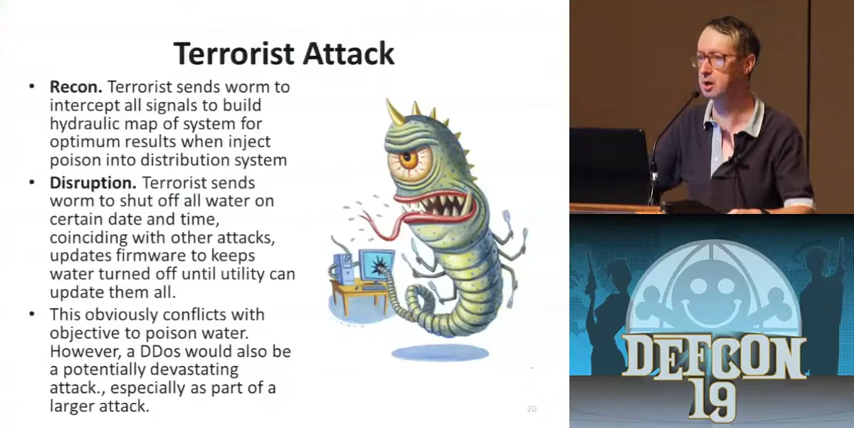 Terrorist Attack
• Recon. Terrorist sends worm to
intercept all signals to build
hydraulic map of system for
optimum results when inject
poison into distribution system
• Disruption. Terrorist sends
worm to shut off all water on
certain date and time,
coinciding with other attacks,
updates firmware to keeps
water turned off until utility can
update them all.
• This obviously conflicts with
objective to poison water.
However, a DDos would also be
a potentially devastating
attack., especially as part of a
larger attack.
20
DEFCON
19